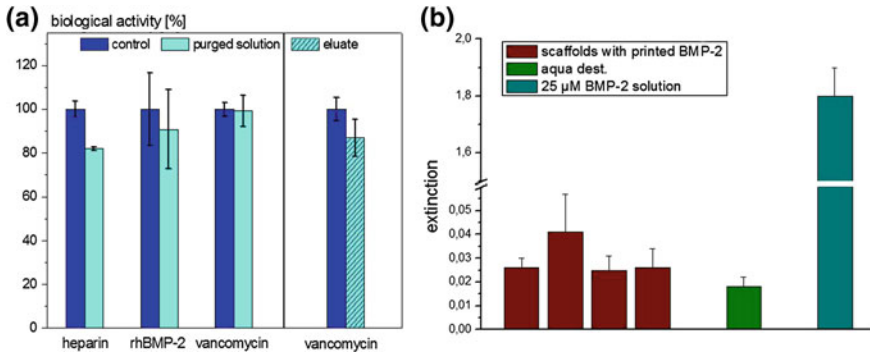 (a)
biological activity [%]
control purged solution eluate
120
100
80
60
40
20
0
heparin rhBMP-2 vancomycin vancomycin
(b)
2,0
scaffolds with printed BMP-2
aqua dest.
25 µM BMP-2 solution
1,8
1,6
extinction
0,05
0,04
0,03
0,02
0,01
0,00